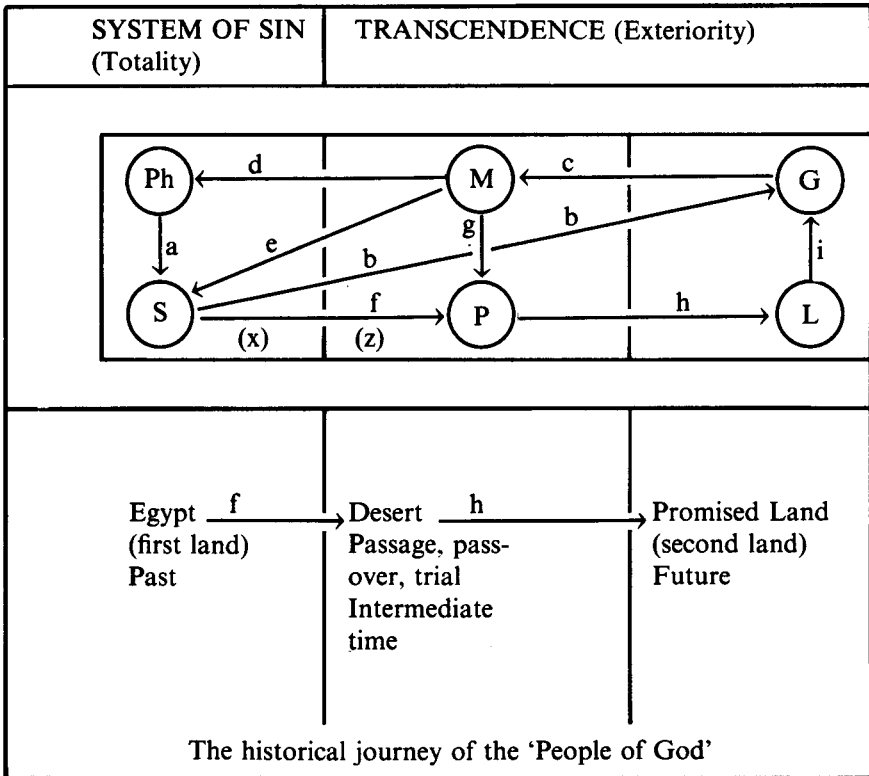 SYSTEM OF SIN
(Totality)
TRANSCENDENCE (Exteriority)
Ph
d
M
c
G
a
e
b
g
b
i
S
f
P
h
L
(x)
(z)
Egypt
(first land)
Past
f
Desert
Passage, pass-
over, trial
Intermediate
time
h
Promised Land
(second land)
Future
The historical journey of the 'People of God'